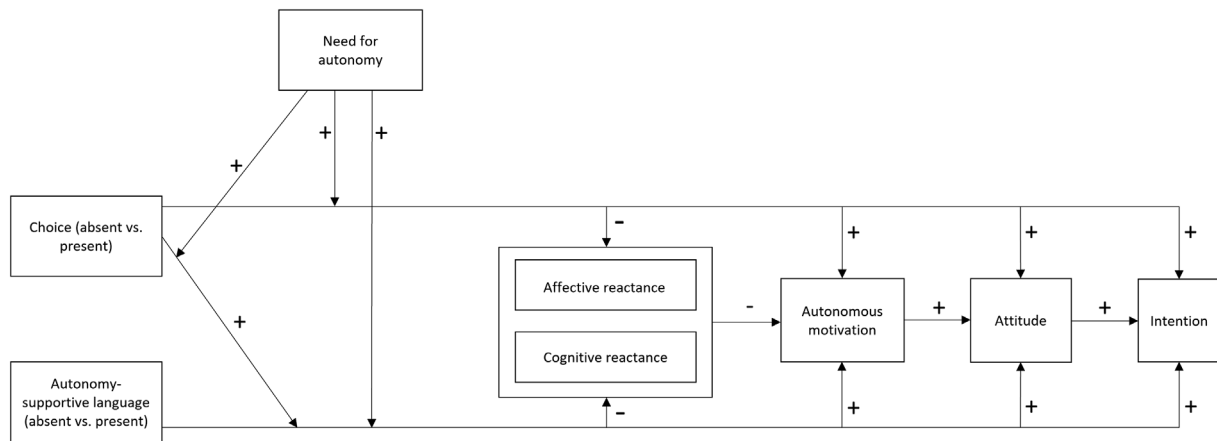 Need for
autonomy
+
+
+
Choice (absent vs.
present)
-
+
+
+
Affective reactance
+
Cognitive reactance
-
Autonomous
motivation
+
Attitude
+
Intention
Autonomy-
supportive language
(absent vs. present)
-
+
+
+